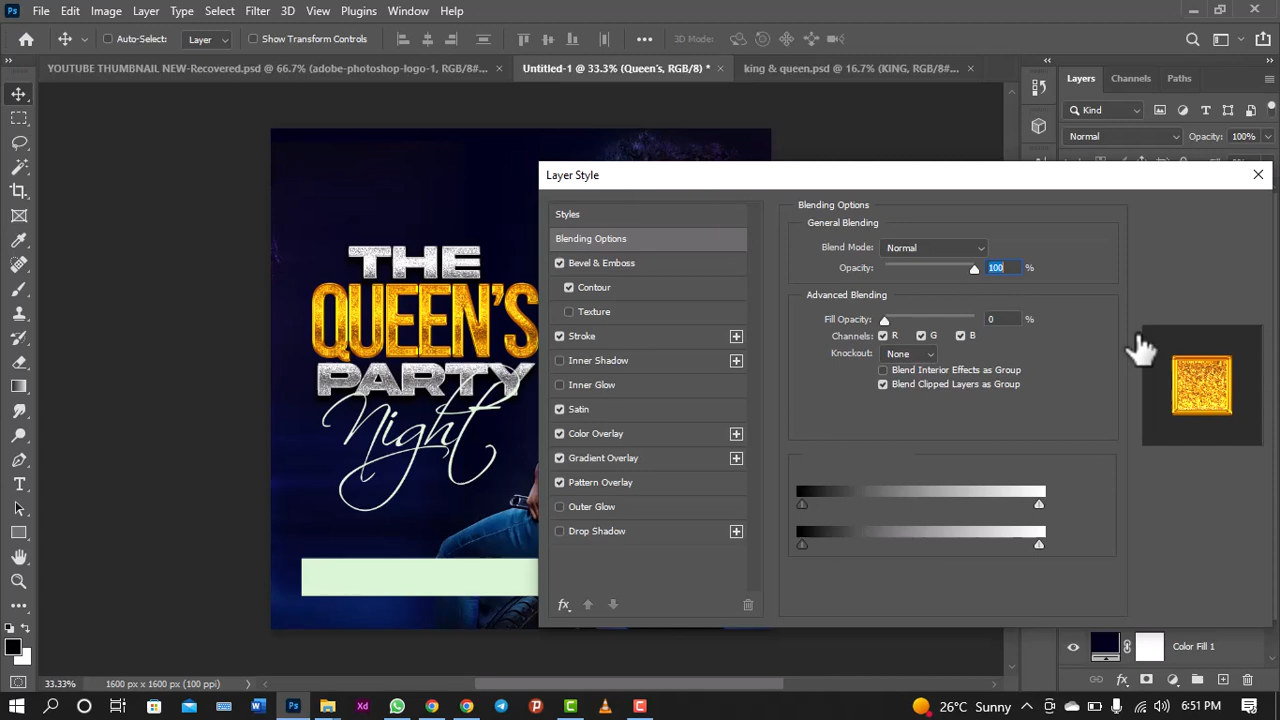 Ps File Edit Image Layer Type Select Filter 3D View Plugins Window Help
Auto-Select: Layer Show Transform Controls 3D Mode:
YOUTUBE THUMBNAIL NEW-Recovered.psd @ 66.7% (adobe-photoshop-logo-1, RGB/8#... Untitled-1 @ 33.3% (Queen's, RGB/8) * king & queen.psd @ 16.7% (KING, RGB/8#...
Layers Channels Paths
Kind
Normal Opacity: 100%
Layer Style
Styles
Blending Options
Bevel & Emboss
Contour
Texture
Stroke
Inner Shadow
Inner Glow
Satin
Color Overlay
Gradient Overlay
Pattern Overlay
Outer Glow
Drop Shadow
fx
Blending Options
General Blending
Blend Mode: Normal
Opacity: 100 %
Advanced Blending
Fill Opacity: 0 %
Channels: R G B
Knockout: None
Blend Interior Effects as Group
Blend Clipped Layers as Group
THE
QUEEN'S
PARTY
Night
Color Fill 1
fx
33.33% 1600 px x 1600 px (100 ppi)
Ps Xd
26°C Sunny 6:51 PM